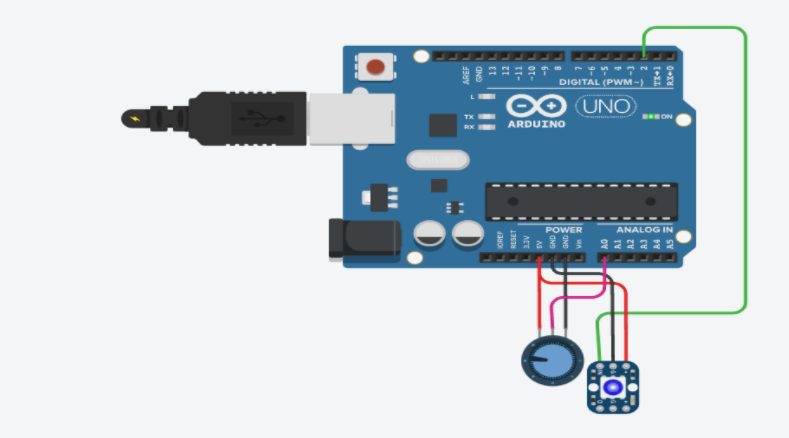 AREF
GND
13
12
~11
~10
~9
8
7
~6
~5
4
~3
2
TX→1
RX←0
DIGITAL (PWM~)
L
TX
RX
ARDUINO
UNO
ON
POWER
ANALOG IN
IOREF
RESET
3.3V
5V
GND
GND
Vin
A0
A1
A2
A3
A4
A5